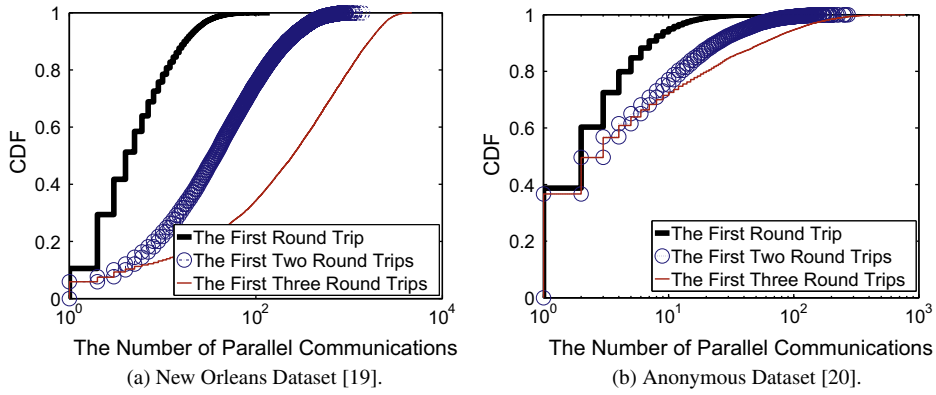 1
0.8
0.6
0.4
0.2
0
CDF
The First Round Trip
The First Two Round Trips
The First Three Round Trips
10^0
10^2
10^4
The Number of Parallel Communications
(a) New Orleans Dataset [19].
1
0.8
0.6
0.4
0.2
0
CDF
The First Round Trip
The First Two Round Trips
The First Three Round Trips
10^0
10^1
10^2
10^3
The Number of Parallel Communications
(b) Anonymous Dataset [20].